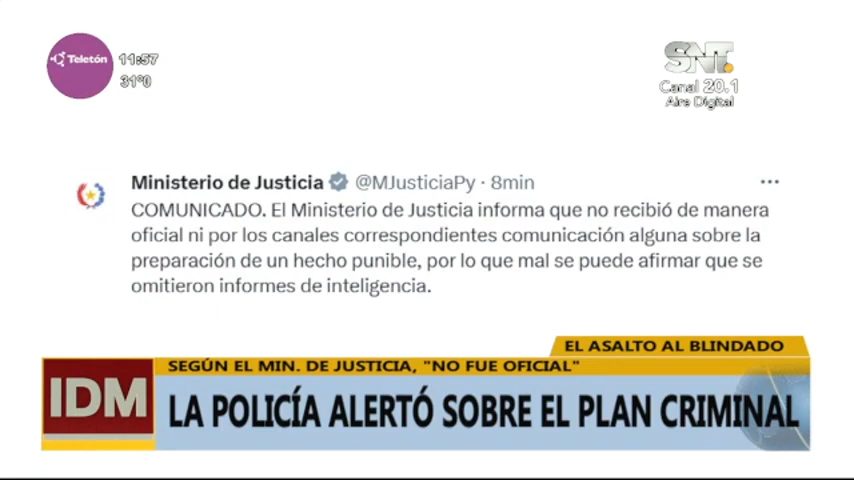 Teletón
11:57
31°0
SNT
Canal 20.1
Aire Digital
Ministerio de Justicia @MJusticiaPy · 8min
COMUNICADO. El Ministerio de Justicia informa que no recibió de manera
oficial ni por los canales correspondientes comunicación alguna sobre la
preparación de un hecho punible, por lo que mal se puede afirmar que se
omitieron informes de inteligencia.
EL ASALTO AL BLINDADO
SEGÚN EL MIN. DE JUSTICIA, "NO FUE OFICIAL"
IDM
LA POLICÍA ALERTÓ SOBRE EL PLAN CRIMINAL